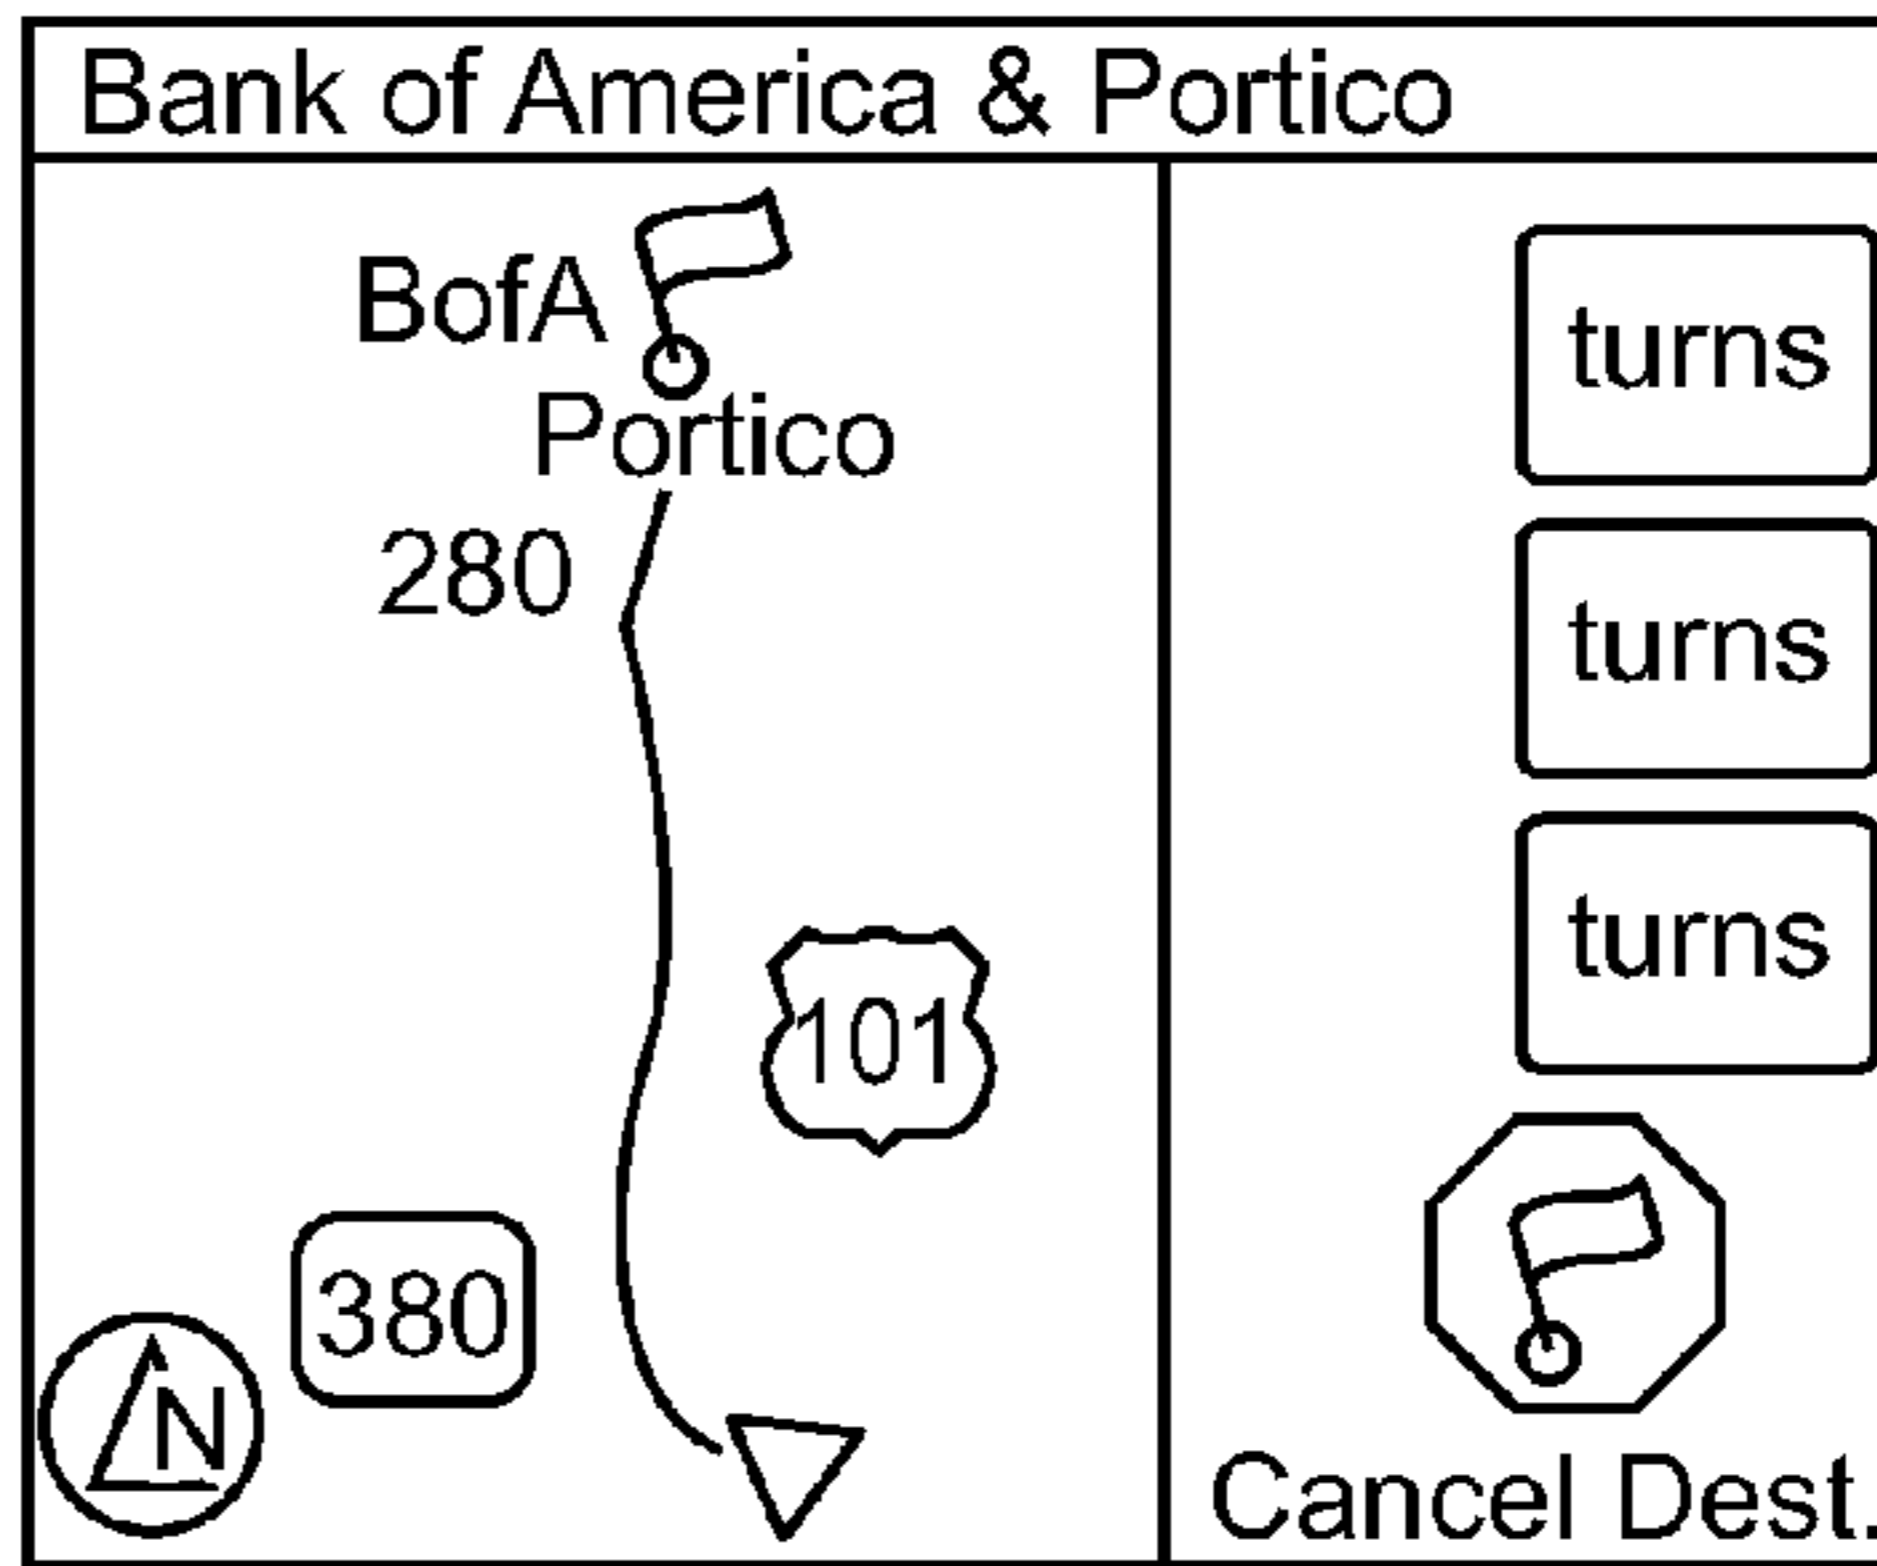 Bank of America & Portico
BofA
Portico
280
101
380
N
turns
turns
turns
Cancel Dest.